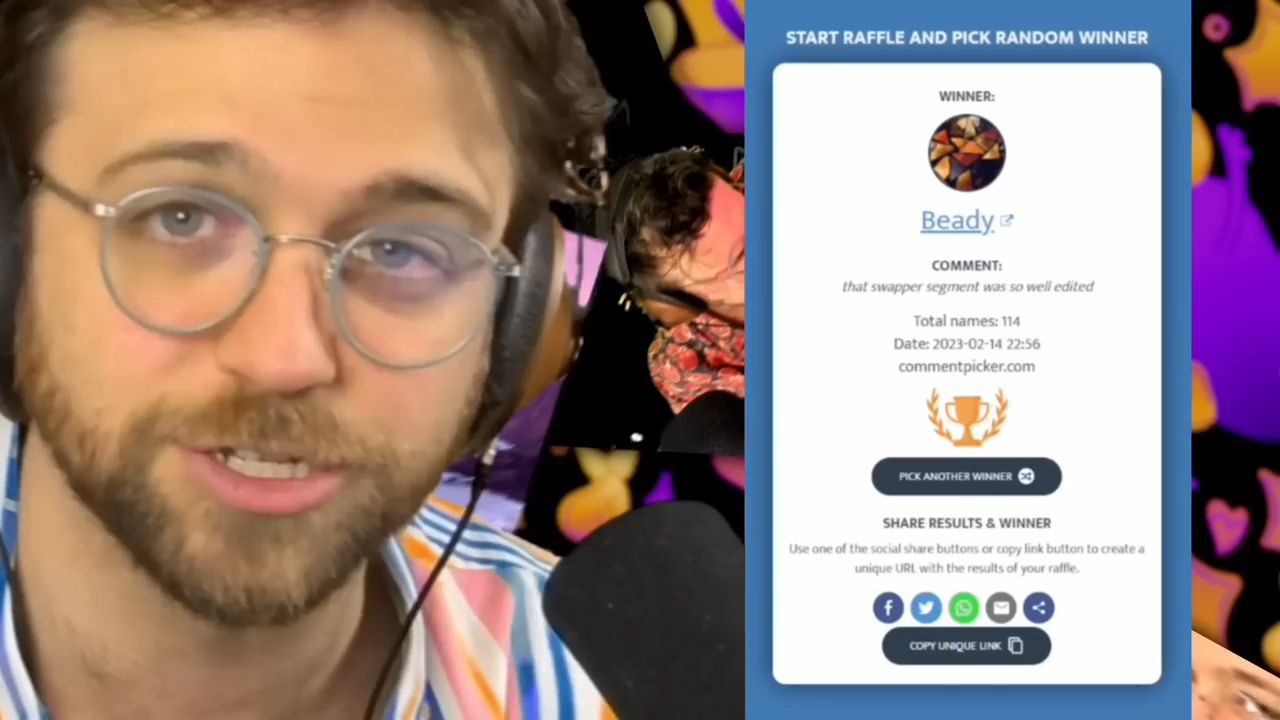 START RAFFLE AND PICK RANDOM WINNER
WINNER:
Beady
COMMENT:
that swapper segment was so well edited
Total names: 114
Date: 2023-02-14 22:56
commentpicker.com
PICK ANOTHER WINNER
SHARE RESULTS & WINNER
Use one of the social share buttons or copy link button to create a
unique URL with the results of your raffle.
COPY UNIQUE LINK